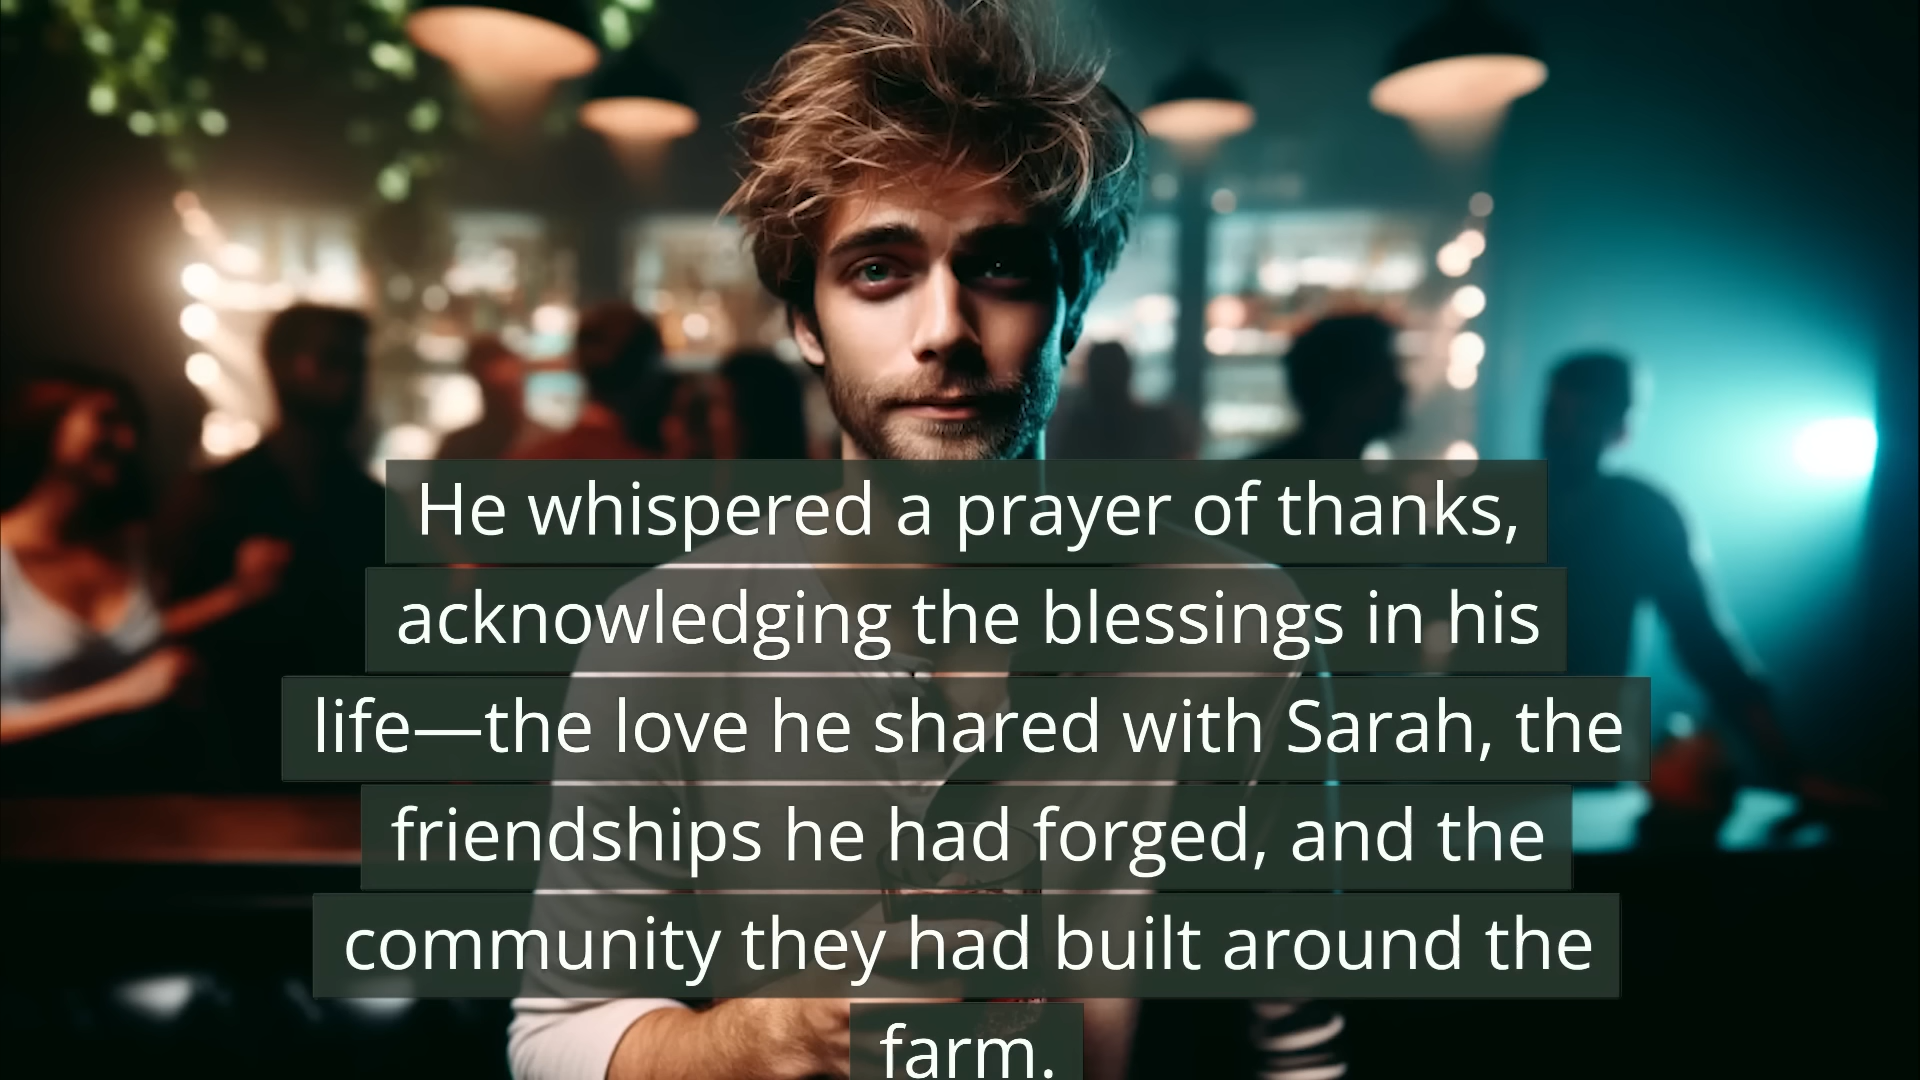 He whispered a prayer of thanks,
acknowledging the blessings in his
life—the love he shared with Sarah, the
friendships he had forged, and the
community they had built around the
farm.